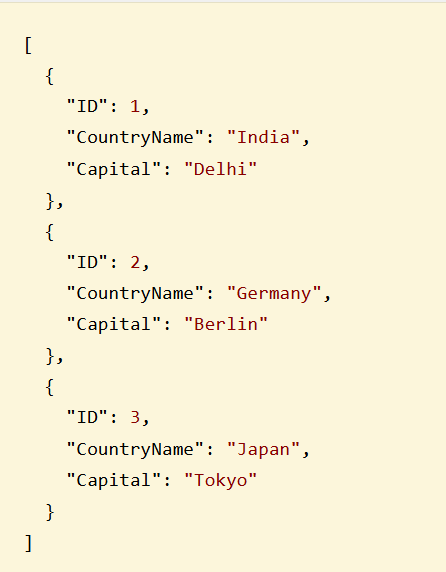 [
  {
    "ID": 1,
    "CountryName": "India",
    "Capital": "Delhi"
  },
  {
    "ID": 2,
    "CountryName": "Germany",
    "Capital": "Berlin"
  },
  {
    "ID": 3,
    "CountryName": "Japan",
    "Capital": "Tokyo"
  }
]